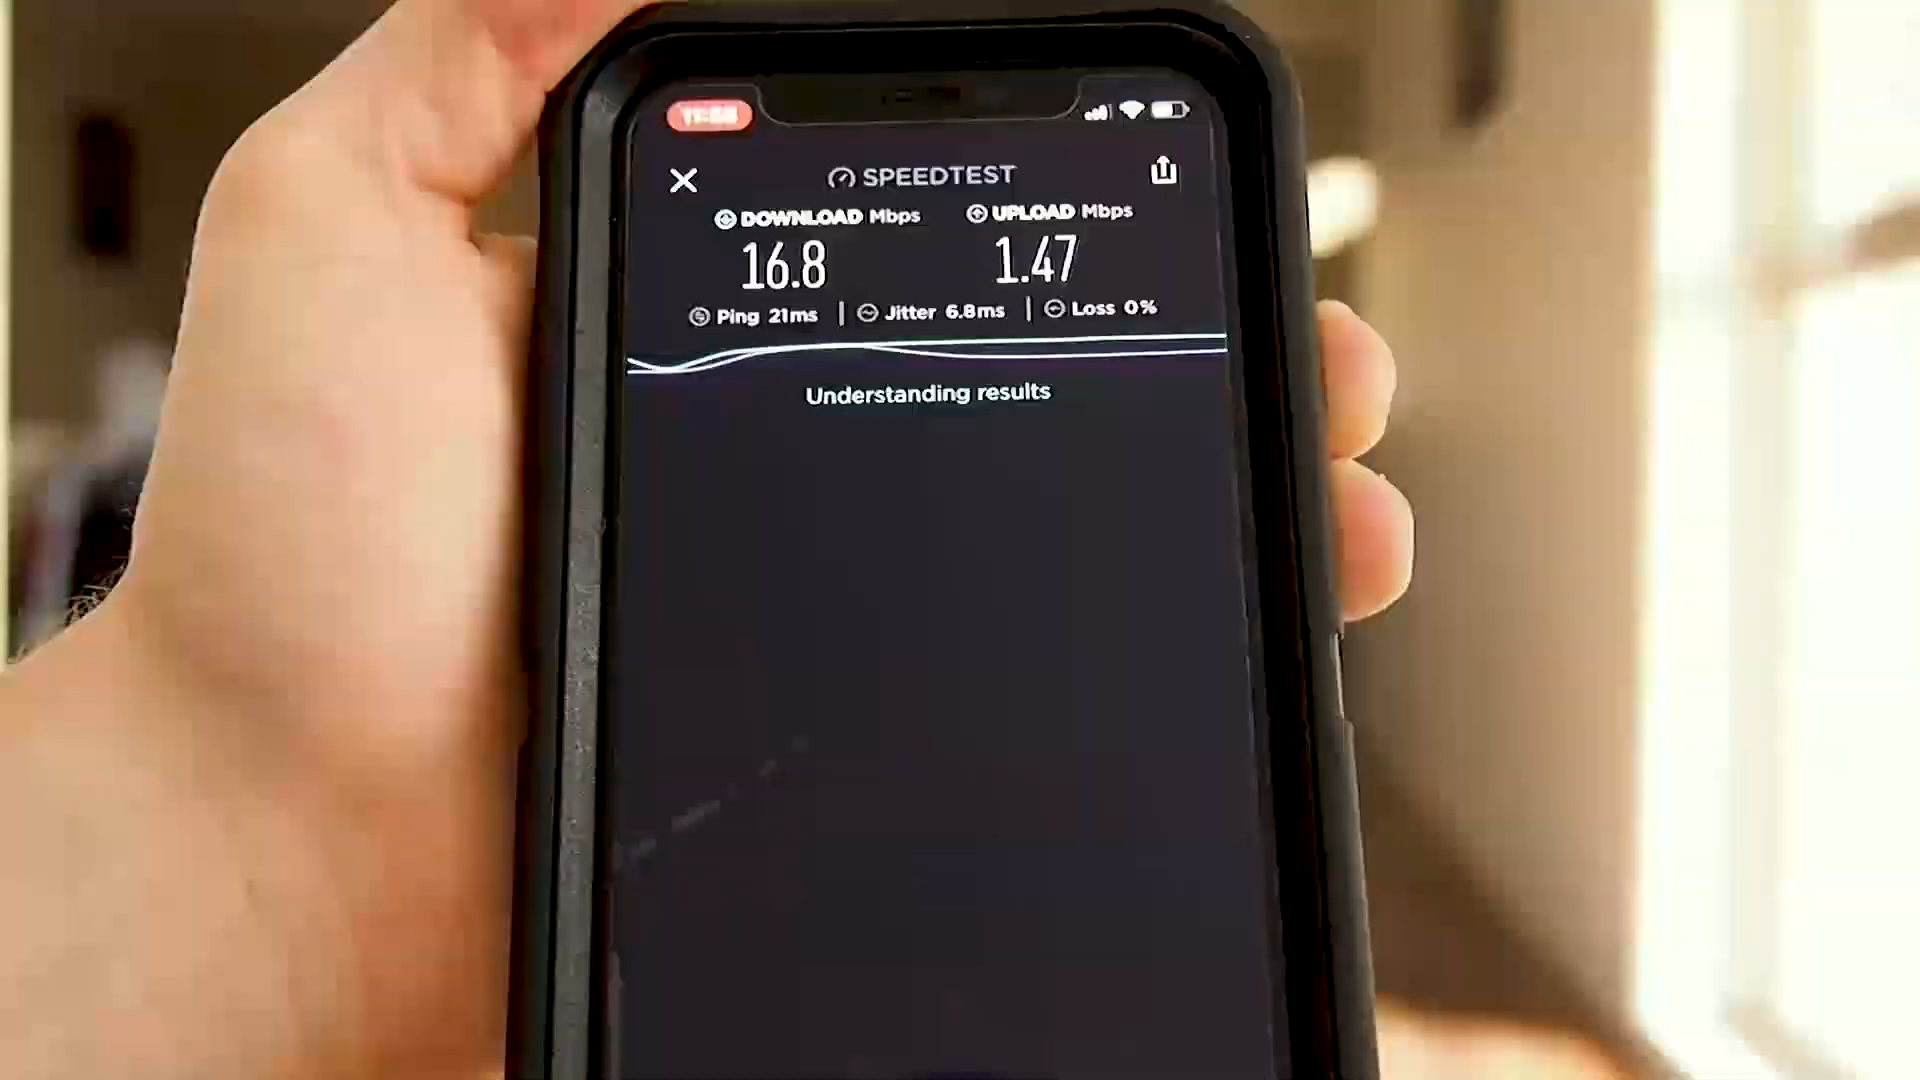 SPEEDTEST
DOWNLOAD Mbps
UPLOAD Mbps
16.8
1.47
Ping 21ms | Jitter 6.8ms | Loss 0%
Understanding results